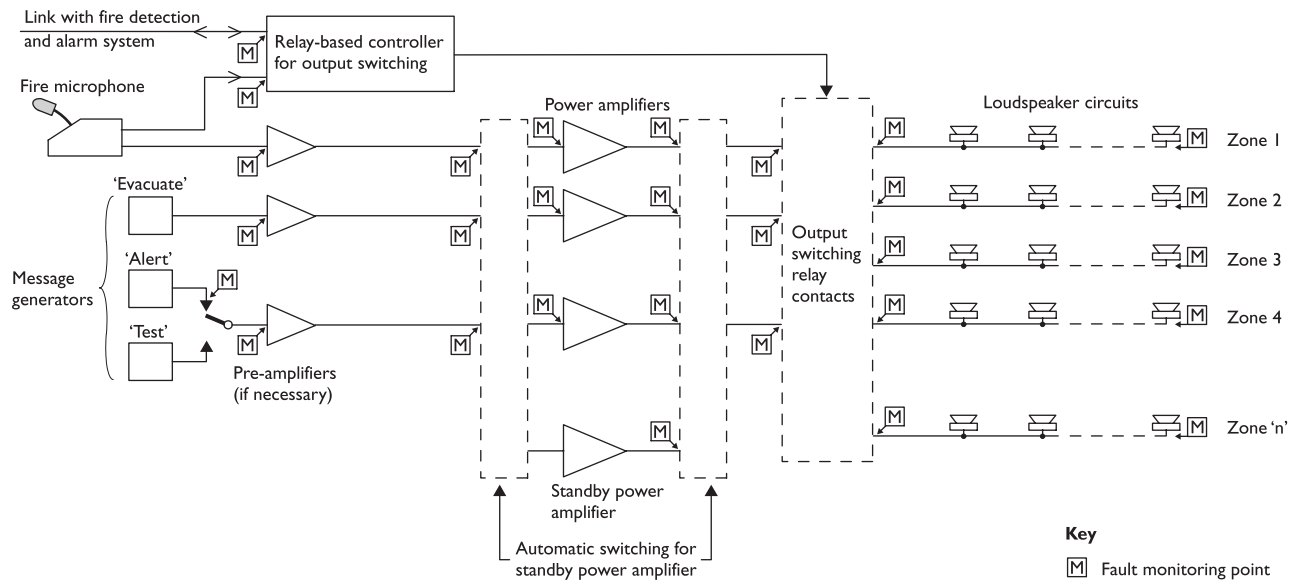 Link with fire detection
and alarm system
M
Relay-based controller
for output switching
M
Fire microphone
Power amplifiers
Loudspeaker circuits
M
M
M
M
M
M
M
M
Zone 1
'Evacuate'
M
M
M
M
M
M
M
Zone 2
Message
generators
'Alert'
M
'Test'
M
M
M
M
Output
switching
relay
contacts
M
M
Zone 3
M
M
M
Zone 4
Pre-amplifiers
(if necessary)
M
M
M
Zone 'n'
Standby power
amplifier
Automatic switching for
standby power amplifier
Key
M Fault monitoring point